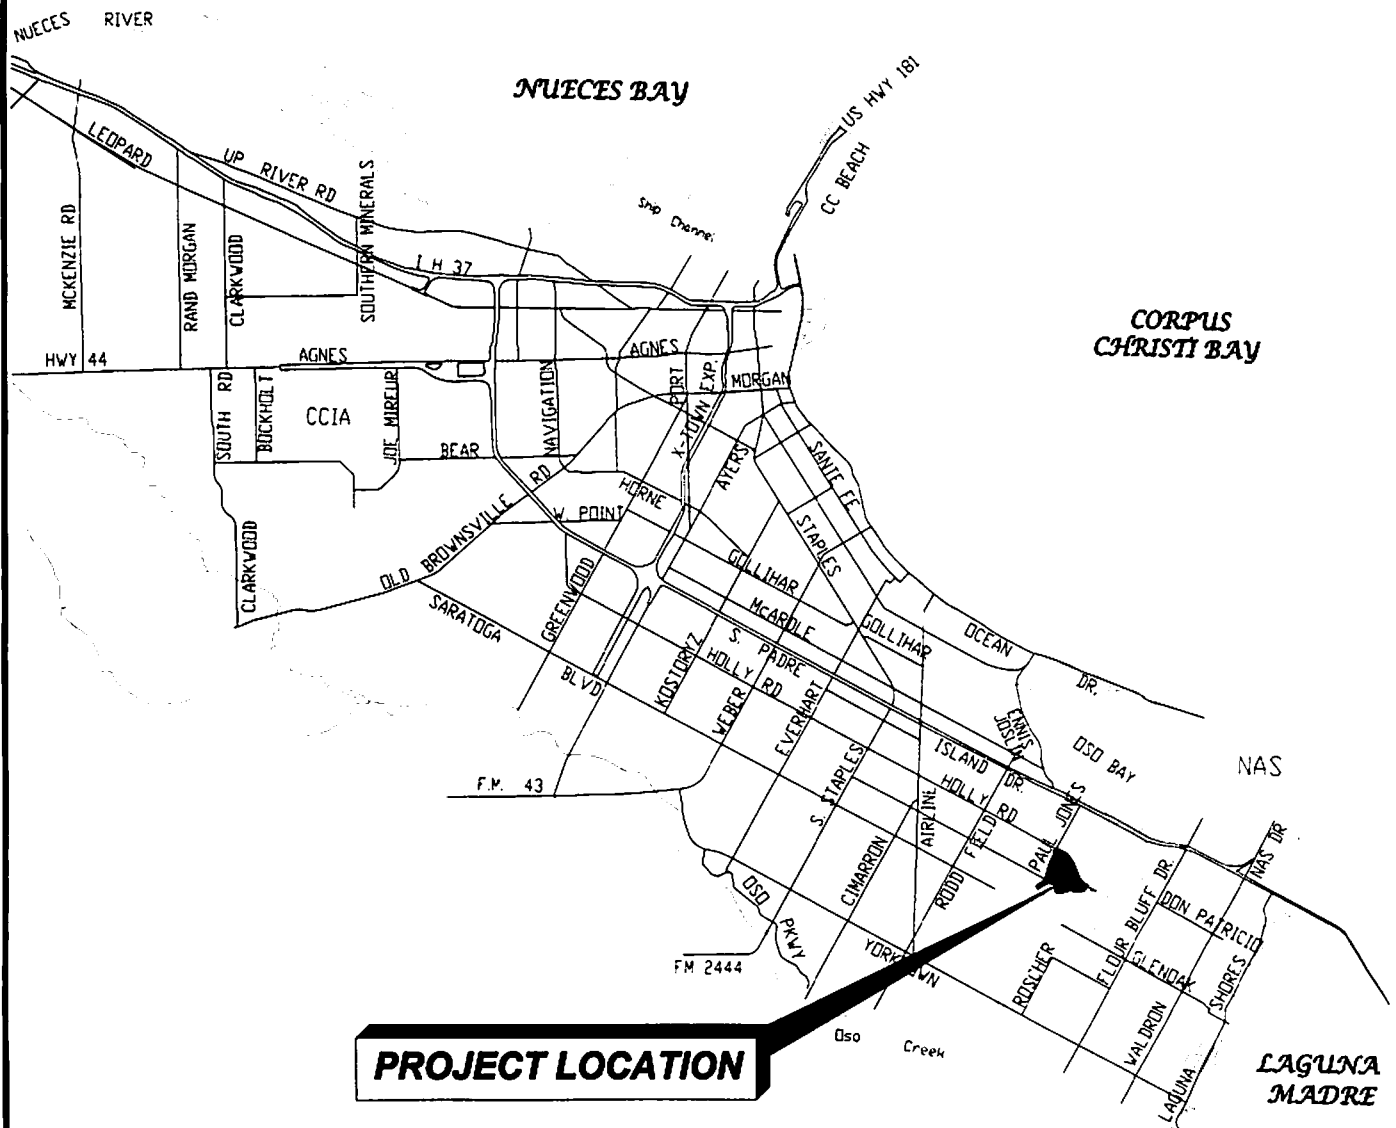 NUECES RIVER
NUECES BAY
US HWY 181
CC BEACH
LEOPARD
UP RIVER RD
SOUTHERN MINERALS
Ship Channel
MCKENZIE RD
RAND MORGAN
CLARKWOOD
I H 37
CORPUS
CHRISTI BAY
HWY 44
AGNES
AGNES
MORGAN
PORT
X-TOWN EXP.
SOUTH RD
BOCKHOLT
CCIA
JOE MIREUR
BEAR
NAVIGATION
AYERS
SANTE FE
HORNE
W. POINT
OLD BROWNSVILLE RD
STAPLES
CLARKWOOD
GOLLIHAR
SARATOGA
BLVD
GREENWOOD
McARDLE
GOLLIHAR
OCEAN
DR.
KOSTORYZ
S. PADRE
HOLLY RD
WEBER
EVERHART
ENNIS
JOSLIN
OSO BAY
NAS
ISLAND DR.
HOLLY RD
F.M. 43
S. STAPLES
AIRLINE
PAUL JONES
NAS DR
CIMARRON
RODD FIELD
OSO PKWY
FLOUR BLUFF DR.
DON PATRICIO
GLENOAK
YORKTOWN
ROSCHER
SHORES
FM 2444
WALDRON
LAGUNA
Oso Creek
PROJECT LOCATION
LAGUNA
MADRE